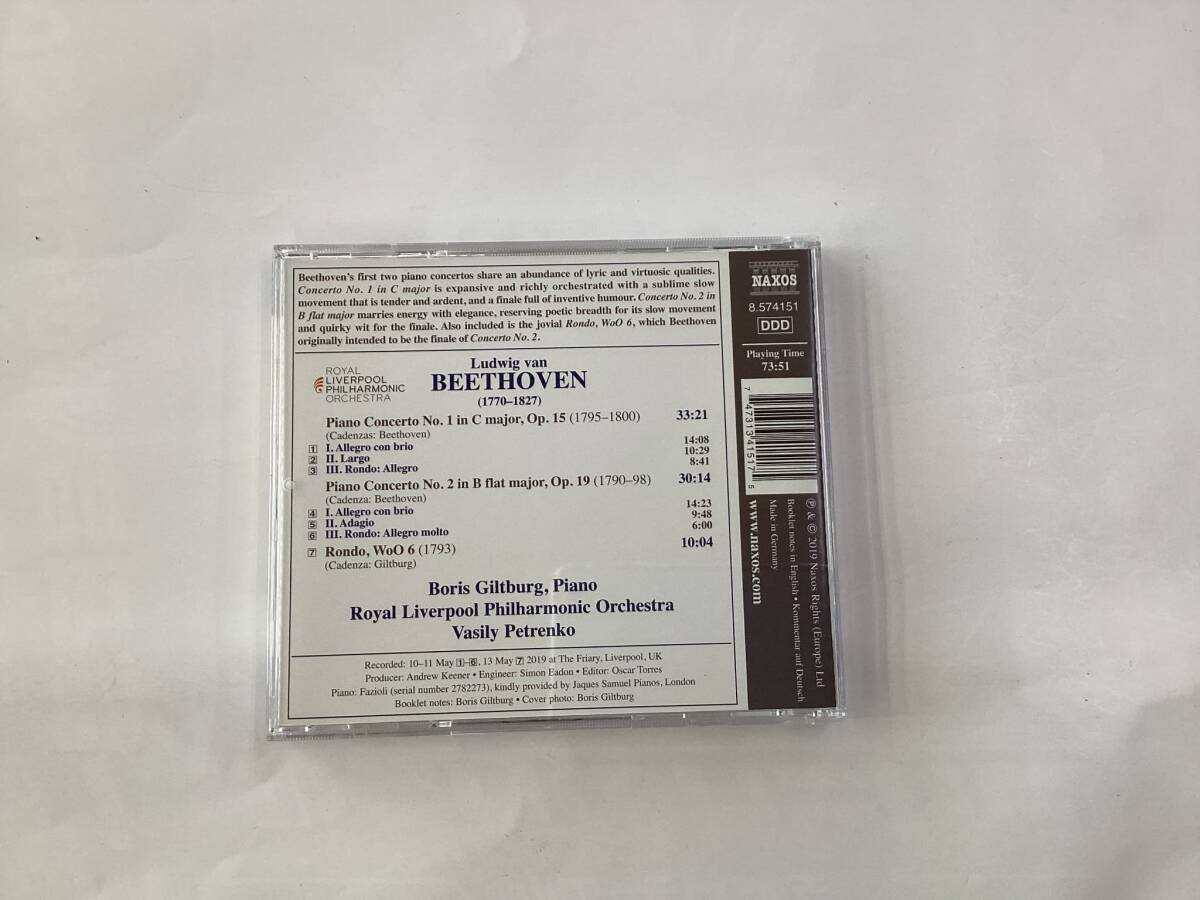 Beethoven's first two piano concertos share an abundance of lyric and virtuosic qualities.
Concerto No. 1 in C major is expansive and richly orchestrated with a sublime slow
movement that is tender and ardent, and a finale full of inventive humour. Concerto No. 2 in
B flat major marries energy with elegance, reserving poetic breadth for its slow movement
and quirky wit for the finale. Also included is the jovial Rondo, WoO 6, which Beethoven
originally intended to be the finale of Concerto No. 2.
ROYAL
LIVERPOOL
PHILHARMONIC
ORCHESTRA
Ludwig van
BEETHOVEN
(1770–1827)
Piano Concerto No. 1 in C major, Op. 15 (1795–1800) 33:21
(Cadenzas: Beethoven)
1 I. Allegro con brio 14:08
2 II. Largo 10:29
3 III. Rondo: Allegro 8:41
Piano Concerto No. 2 in B flat major, Op. 19 (1790–98) 30:14
(Cadenza: Beethoven)
4 I. Allegro con brio 14:23
5 II. Adagio 9:48
6 III. Rondo: Allegro molto 6:00
7 Rondo, WoO 6 (1793) 10:04
(Cadenza: Giltburg)
Boris Giltburg, Piano
Royal Liverpool Philharmonic Orchestra
Vasily Petrenko
Recorded: 10–11 May 1–6, 13 May 7 2019 at The Friary, Liverpool, UK
Producer: Andrew Keener • Engineer: Simon Eadon • Editor: Oscar Torres
Piano: Fazioli (serial number 2782273), kindly provided by Jaques Samuel Pianos, London
Booklet notes: Boris Giltburg • Cover photo: Boris Giltburg
NAXOS
8.574151
DDD
Playing Time
73:51
7 47313 41517 5
℗ & © 2019 Naxos Rights (Europe) Ltd
Booklet notes in English • Kommentar auf Deutsch
Made in Germany
www.naxos.com